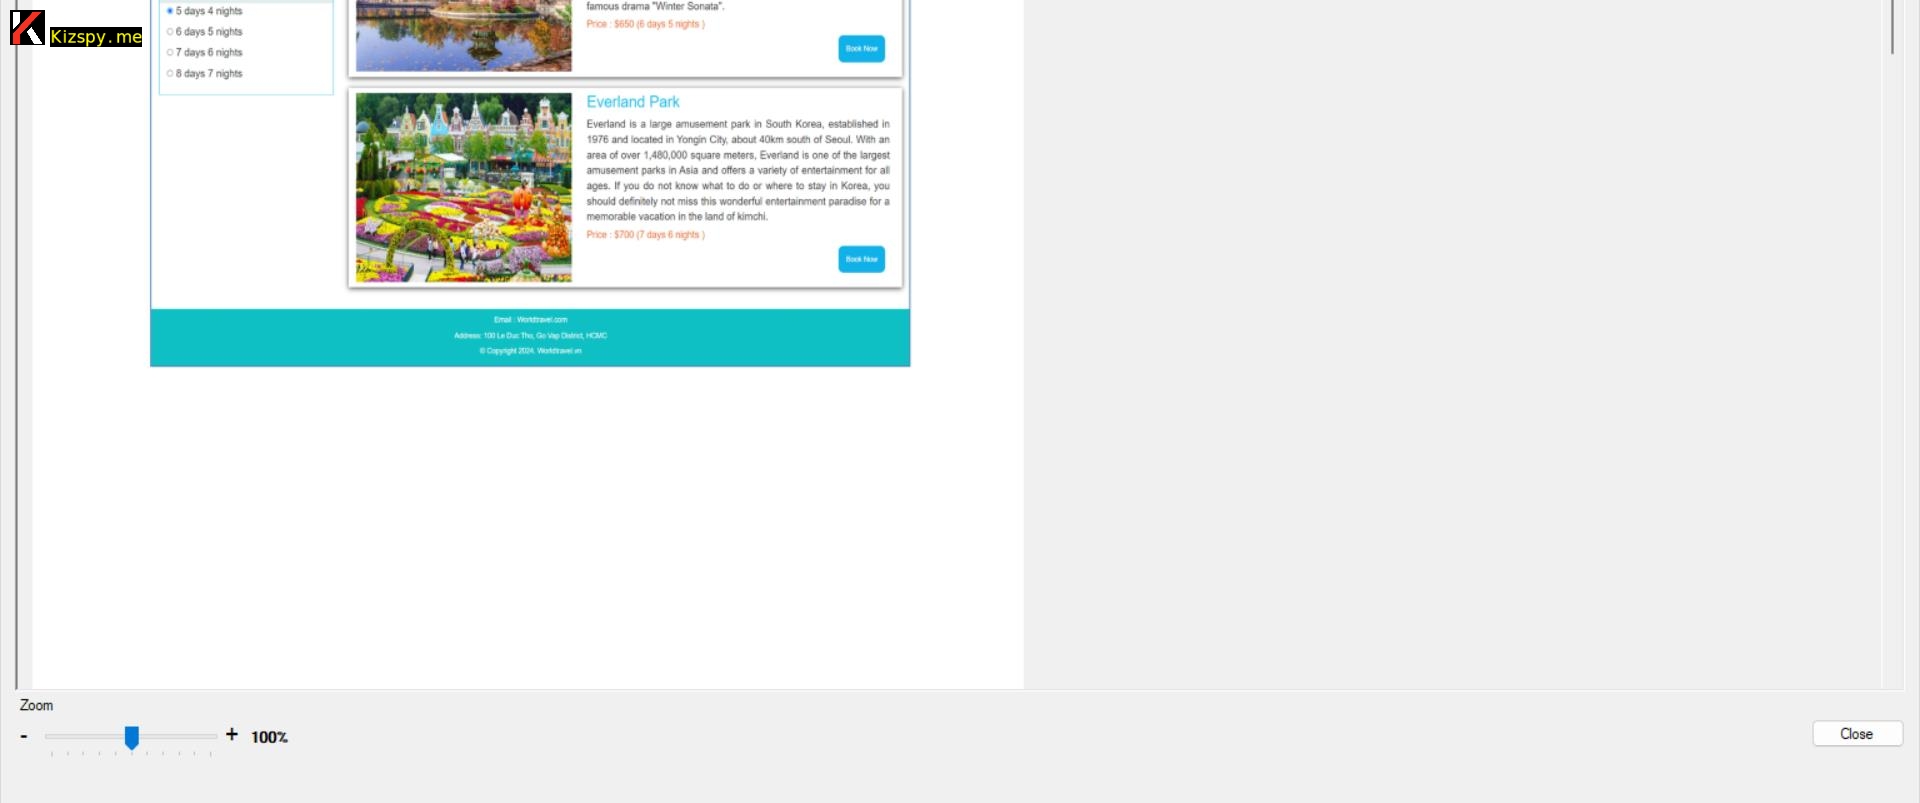 Kizspy.me
5 days 4 nights
6 days 5 nights
7 days 6 nights
8 days 7 nights
famous drama "Winter Sonata".
Price : $650 (6 days 5 nights )
Book Now
Everland Park
Everland is a large amusement park in South Korea, established in
1976 and located in Yongin City, about 40km south of Seoul. With an
area of over 1,480,000 square meters, Everland is one of the largest
amusement parks in Asia and offers a variety of entertainment for all
ages. If you do not know what to do or where to stay in Korea, you
should definitely not miss this wonderful entertainment paradise for a
memorable vacation in the land of kimchi.
Price : $700 (7 days 6 nights )
Book Now
Email : Worldtravel.com
Address: 100 Le Duc Tho, Go Vap District, HCMC
© Copyright 2024. Worldtravel.vn
Zoom
- + 100%
Close